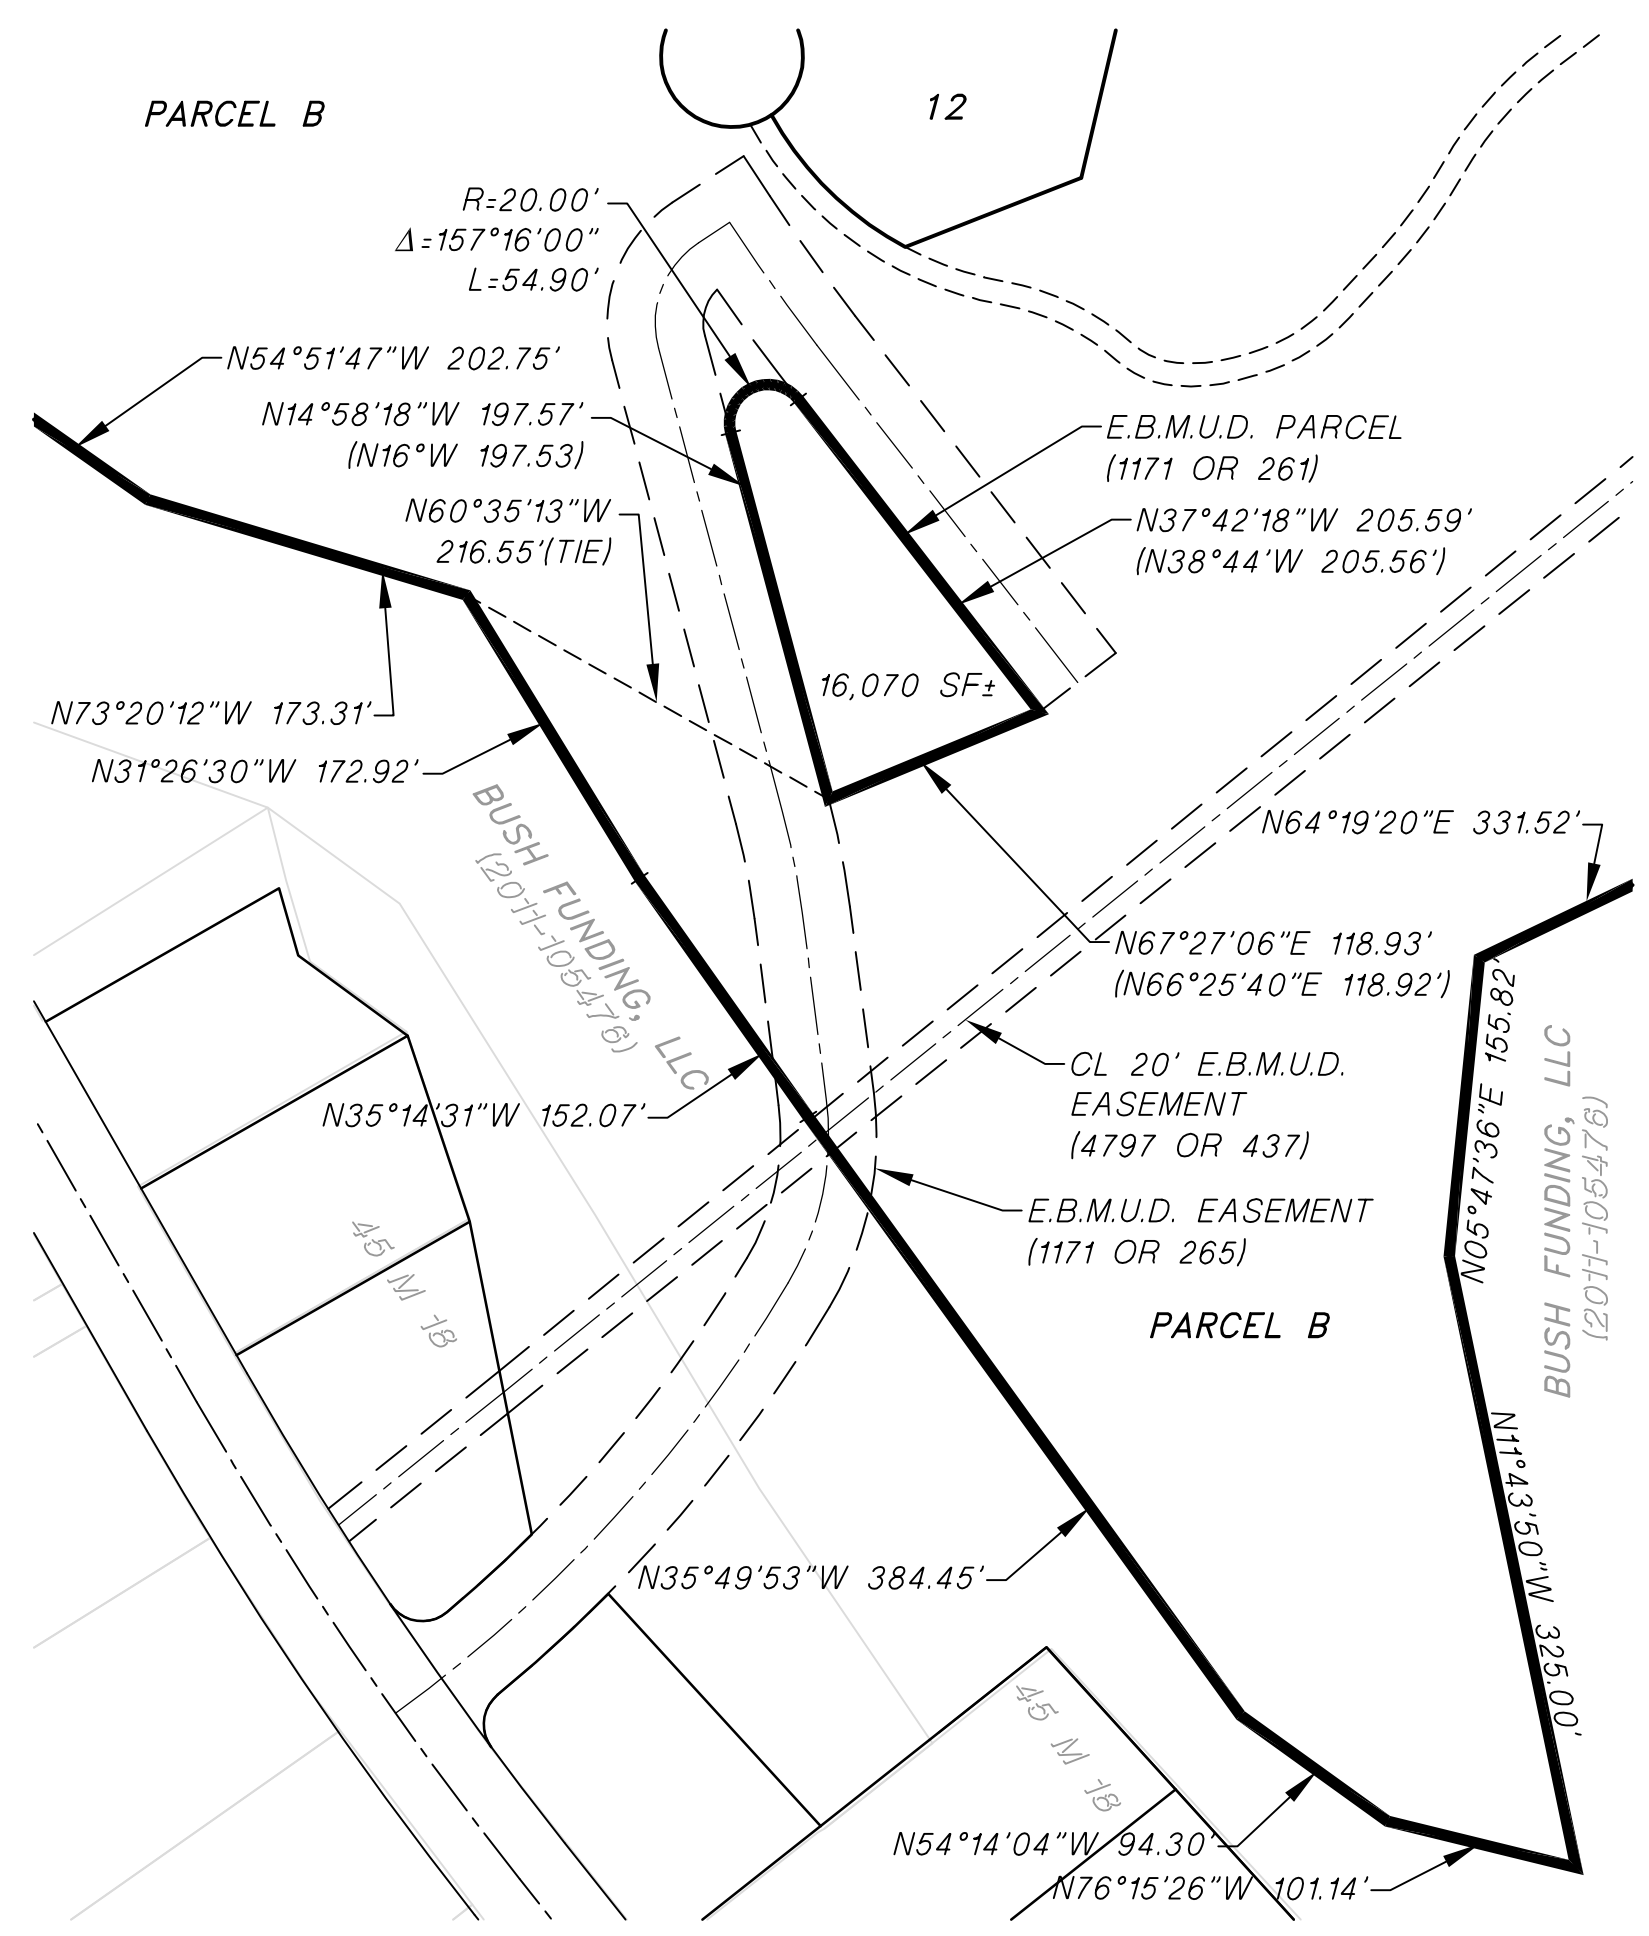 PARCEL B
12
R=20.00'
Δ=157°16'00"
L=54.90'
N54°51'47"W 202.75'
N14°58'18"W 197.57'
(N16°W 197.53)
N60°35'13"W
216.55'(TIE)
E.B.M.U.D. PARCEL
(1171 OR 261)
N37°42'18"W 205.59'
(N38°44'W 205.56')
16,070 SF±
N73°20'12"W 173.31'
N31°26'30"W 172.92'
BUSH FUNDING, LLC
(2011-105476)
N64°19'20"E 331.52'
N67°27'06"E 118.93'
(N66°25'40"E 118.92')
N05°47'36"E 155.82'
BUSH FUNDING, LLC
(2011-105476)
CL 20' E.B.M.U.D.
EASEMENT
(4797 OR 437)
N35°14'31"W 152.07'
E.B.M.U.D. EASEMENT
(1171 OR 265)
45 M 18
PARCEL B
N11°43'50"W 325.00'
N35°49'53"W 384.45'
45 M 18
N54°14'04"W 94.30'
N76°15'26"W 101.14'